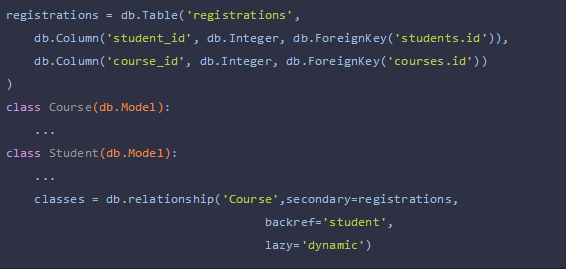 registrations = db.Table('registrations',
    db.Column('student_id', db.Integer, db.ForeignKey('students.id')),
    db.Column('course_id', db.Integer, db.ForeignKey('courses.id'))
)
class Course(db.Model):
    ...
class Student(db.Model):
    ...
    classes = db.relationship('Course',secondary=registrations,
                                     backref='student',
                                     lazy='dynamic')